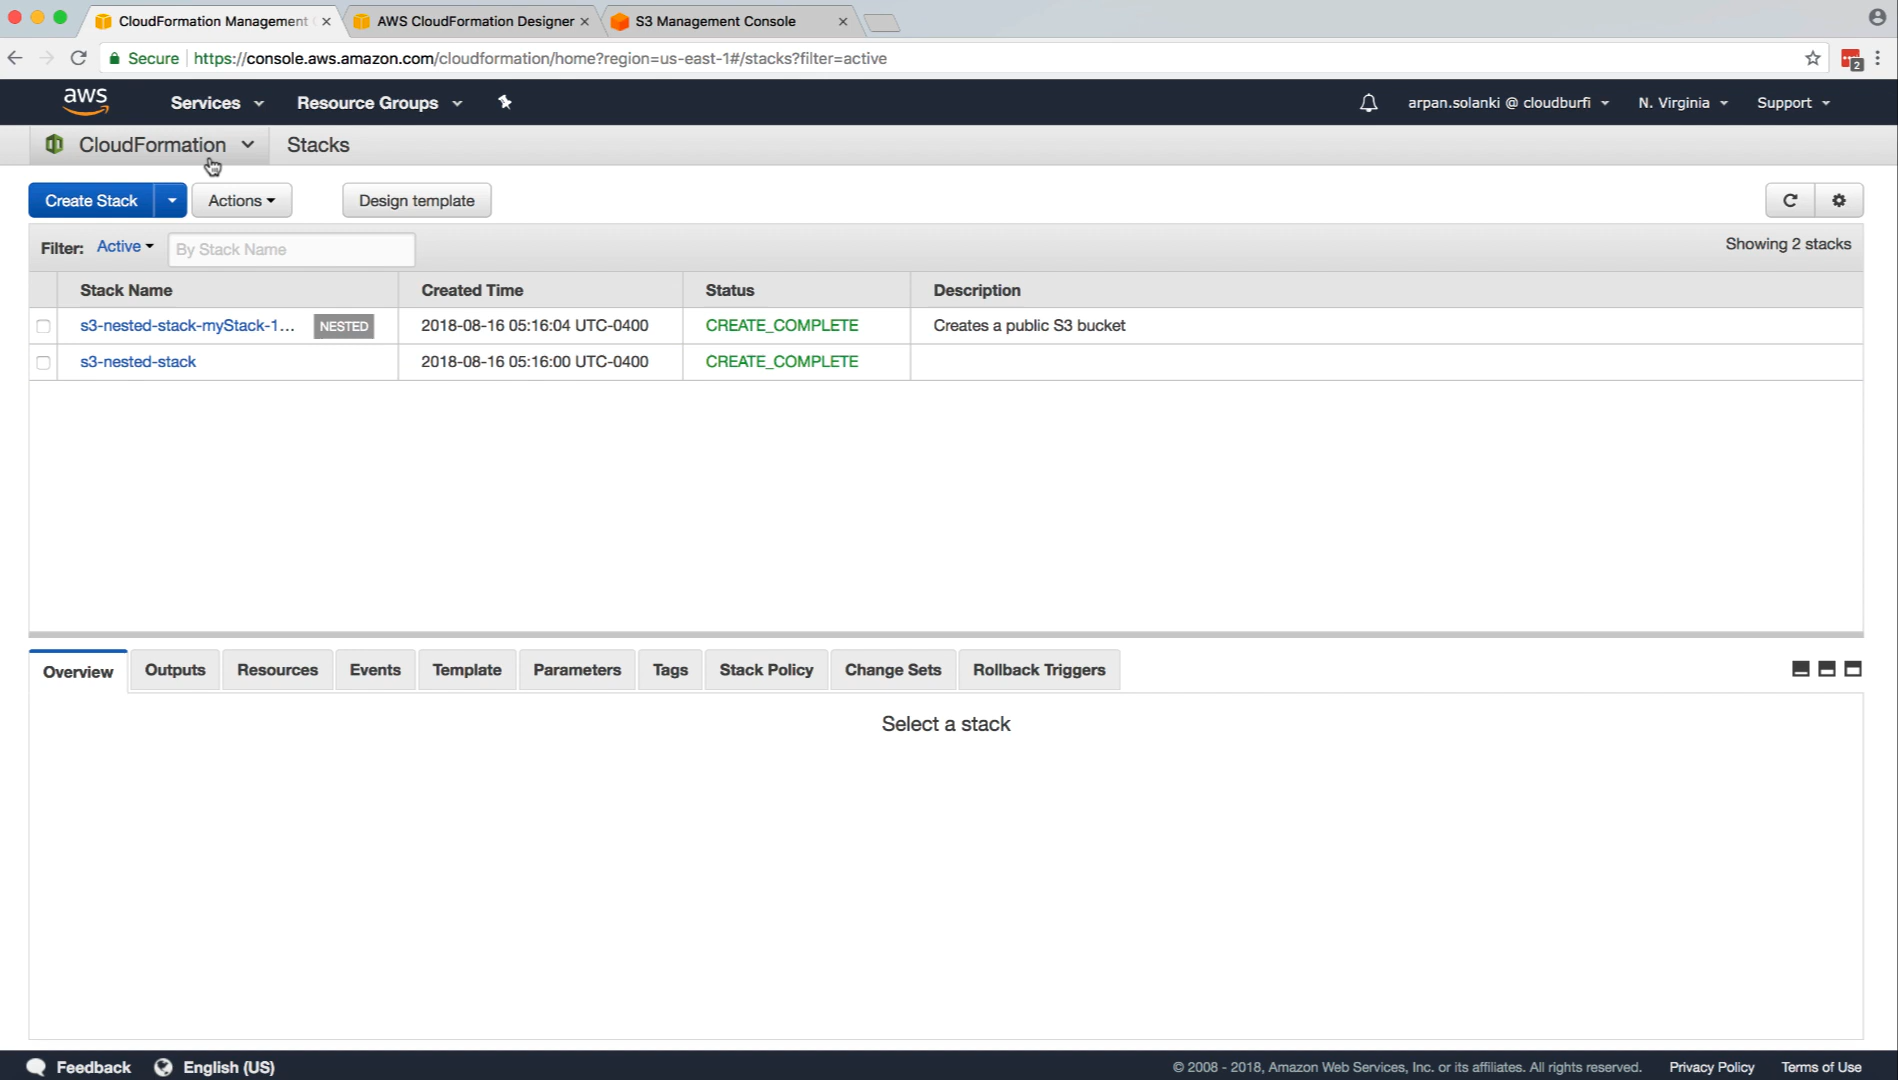 CloudFormation Management C
AWS CloudFormation Designer
S3 Management Console
Secure
https://console.aws.amazon.com/cloudformation/home?region=us-east-1#/stacks?filter=active
2
aws
Services
Resource Groups
arpan.solanki @ cloudburfi
N. Virginia
Support
CloudFormation
Stacks
Create Stack
Actions
Design template
Filter:
Active
By Stack Name
Showing 2 stacks
Stack Name
Created Time
Status
Description
s3-nested-stack-myStack-1...
NESTED
2018-08-16 05:16:04 UTC-0400
CREATE_COMPLETE
Creates a public S3 bucket
s3-nested-stack
2018-08-16 05:16:00 UTC-0400
CREATE_COMPLETE
Overview
Outputs
Resources
Events
Template
Parameters
Tags
Stack Policy
Change Sets
Rollback Triggers
Select a stack
Feedback
English (US)
© 2008 - 2018, Amazon Web Services, Inc. or its affiliates. All rights reserved.
Privacy Policy
Terms of Use